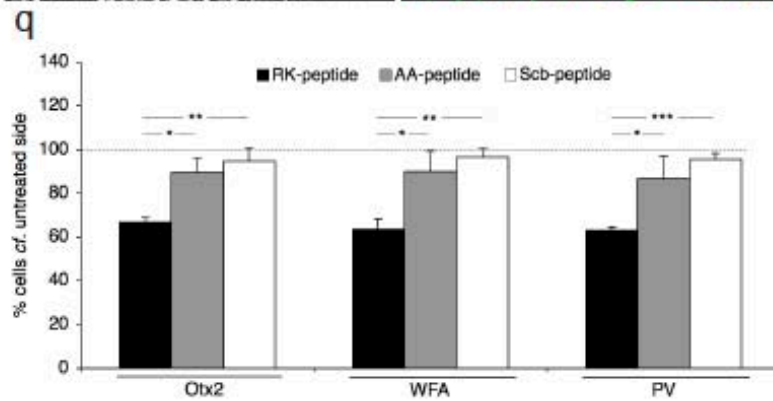 q
140
120
100
80
60
40
20
0
% cells cf. untreated side
RK-peptide AA-peptide Scb-peptide
** ** ***
* * *
Otx2 WFA PV